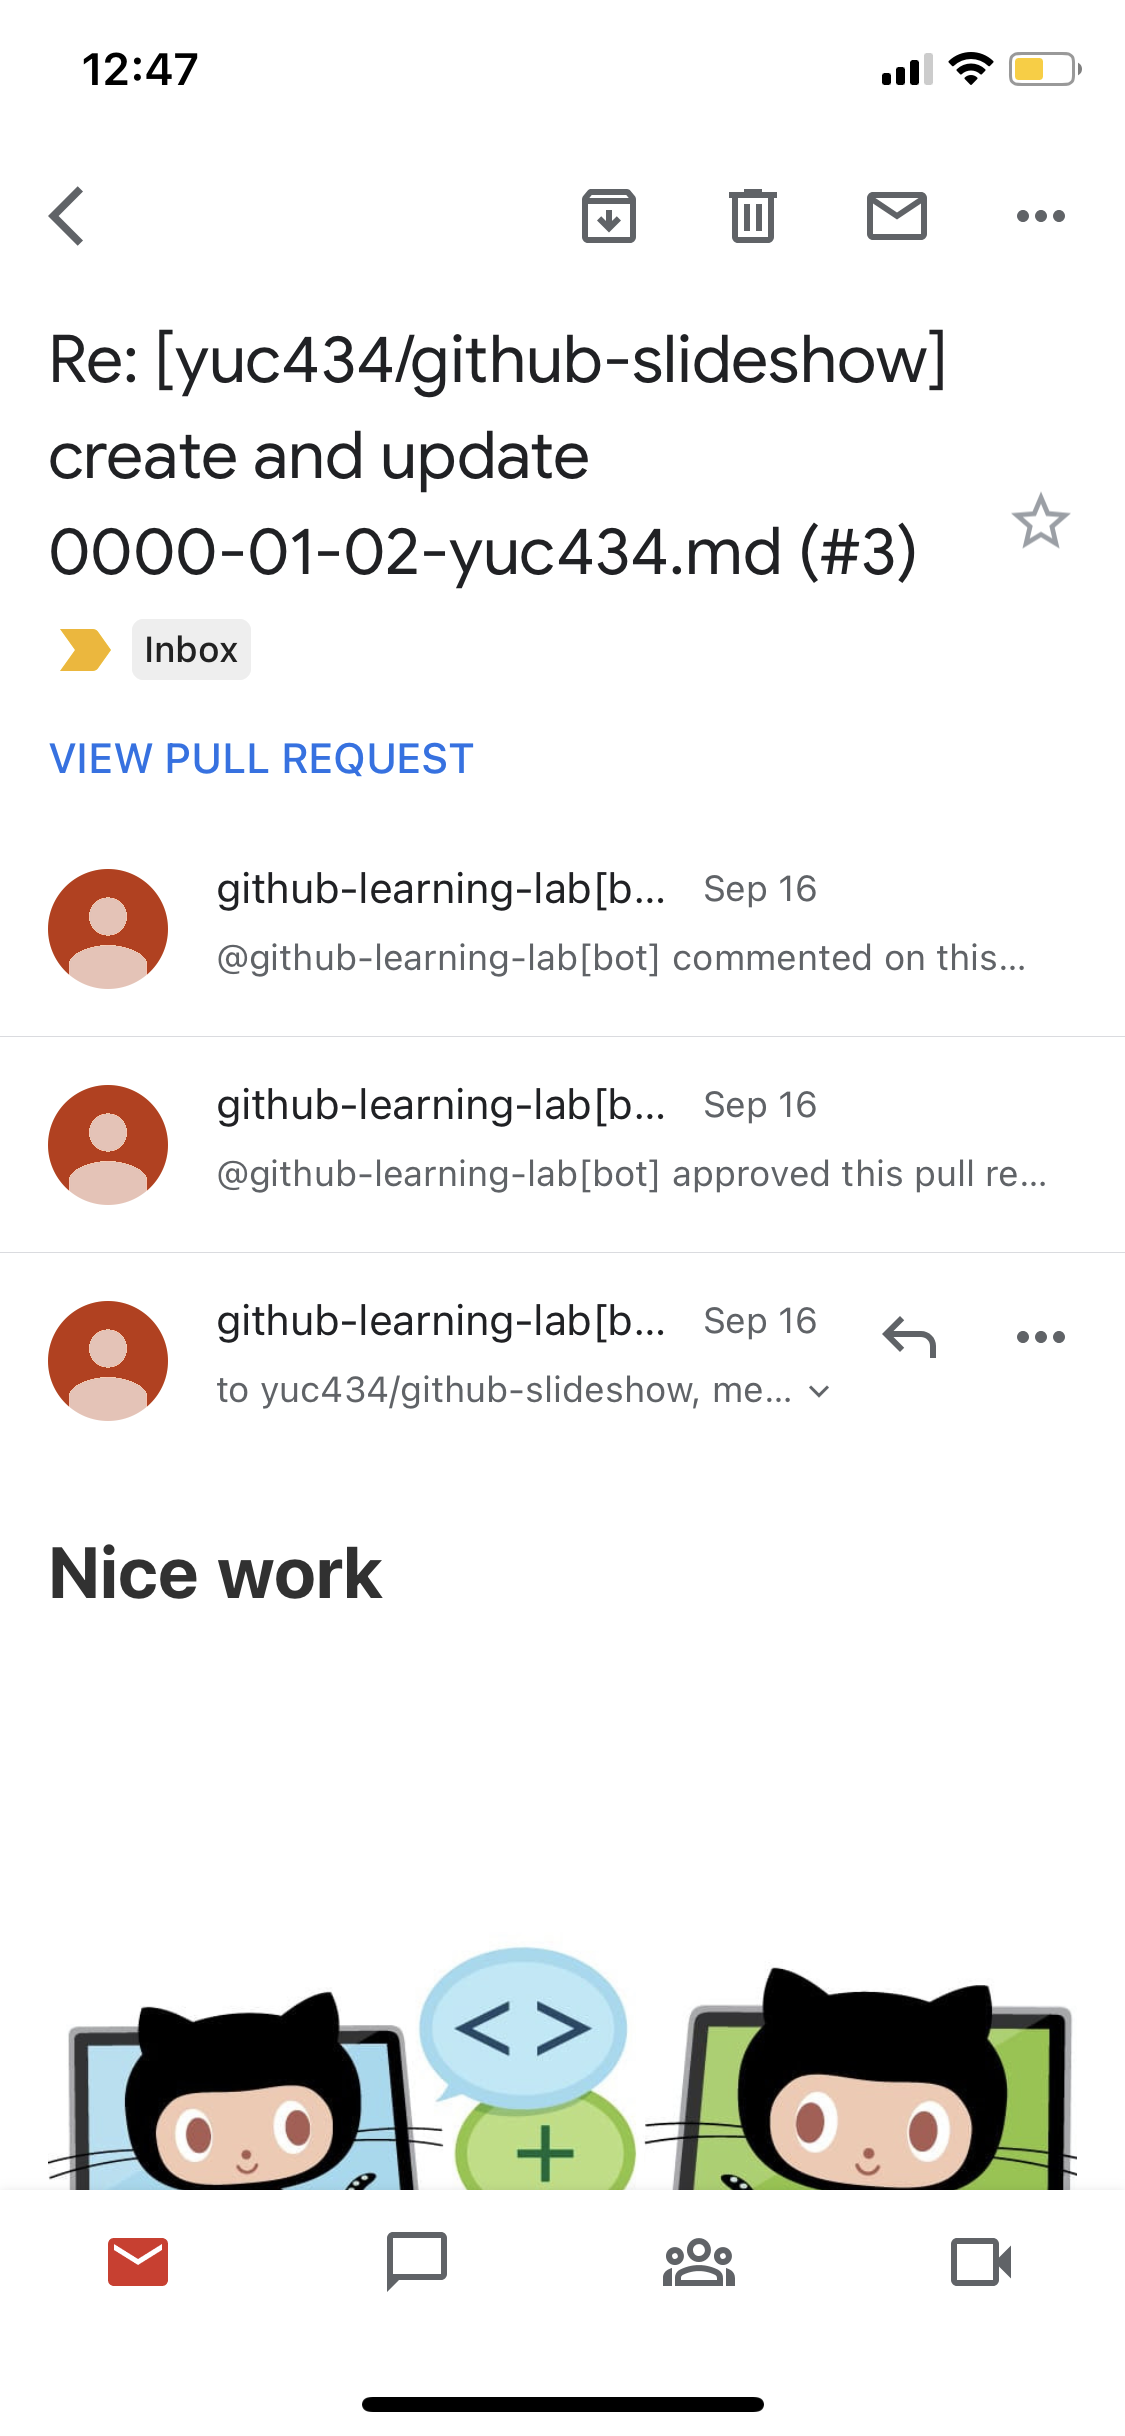 12:47
Re: [yuc434/github-slideshow]
create and update
0000-01-02-yuc434.md (#3)
Inbox
VIEW PULL REQUEST
github-learning-lab[b... Sep 16
@github-learning-lab[bot] commented on this...
github-learning-lab[b... Sep 16
@github-learning-lab[bot] approved this pull re...
github-learning-lab[b... Sep 16
to yuc434/github-slideshow, me...
Nice work
<>
+